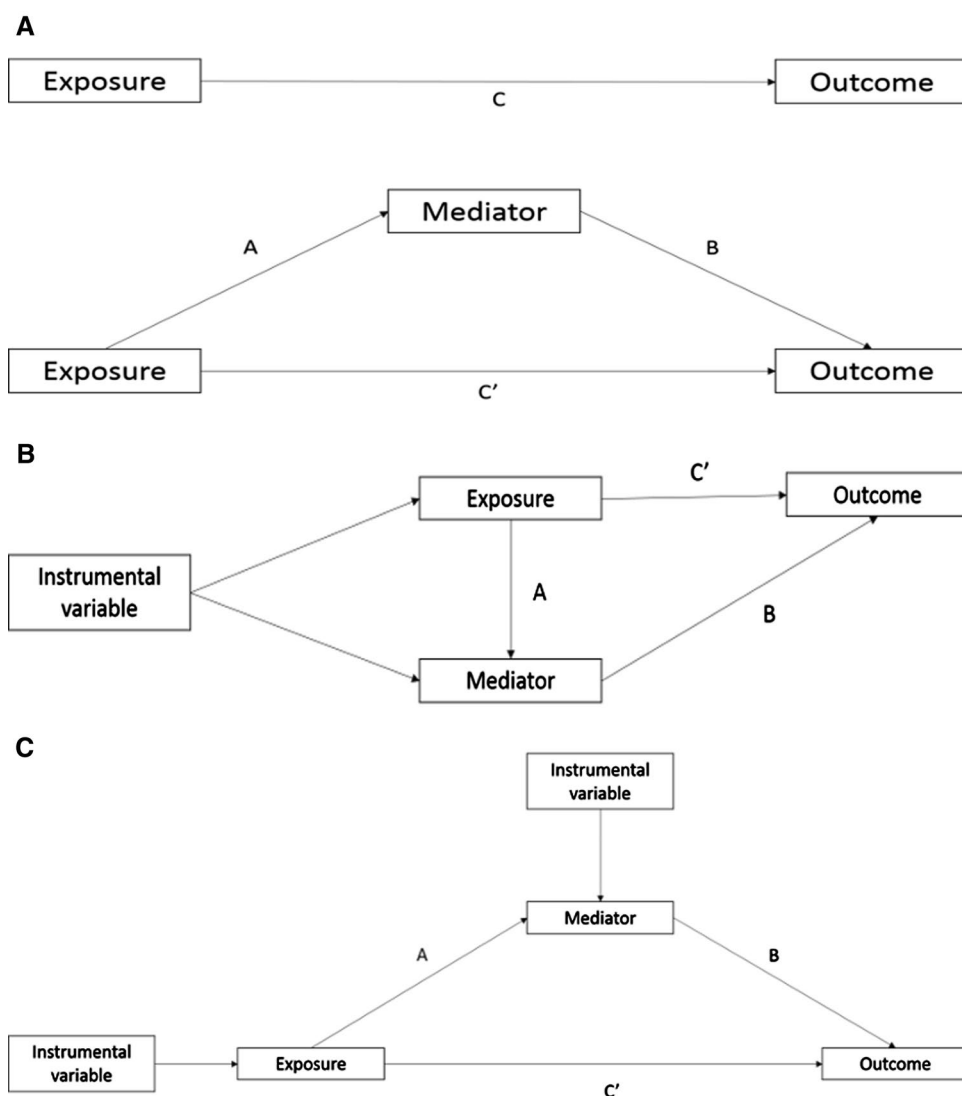 A
Exposure
Outcome
C
Mediator
A
B
Exposure
Outcome
C'
B
C'
Exposure
Outcome
Instrumental
variable
A
B
Mediator
C
Instrumental
variable
Mediator
A
B
Instrumental
variable
Exposure
Outcome
C'